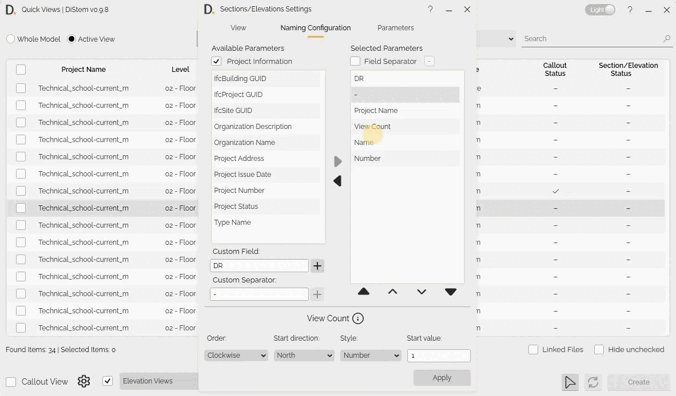 D. Quick Views | DiStem v0.9.8
Light
Whole Model
Active View
Search
Project Name
Level
Callout
Status
Section/Elevation
Status
Technical_school-current_m 02 - Floor m – –
Technical_school-current_m 02 - Floor m – –
Technical_school-current_m 02 - Floor m – –
Technical_school-current_m 02 - Floor m – –
Technical_school-current_m 02 - Floor m – –
Technical_school-current_m 02 - Floor m – –
Technical_school-current_m 02 - Floor m ✓ –
Technical_school-current_m 02 - Floor m – –
Technical_school-current_m 02 - Floor m – –
Technical_school-current_m 02 - Floor m – –
Technical_school-current_m 02 - Floor m – –
Technical_school-current_m 02 - Floor m – –
Technical_school-current_m 02 - Floor m – –
Technical_school-current_m 02 - Floor m – –
Technical_school-current_m 02 - Floor m – –
Found Items: 34 | Selected Items: 0
Linked Files
Hide unchecked
Callout View
Elevation Views
Create
D. Sections/Elevations Settings
View
Naming Configuration
Parameters
Available Parameters
Project Information
IfcBuilding GUID
IfcProject GUID
IfcSite GUID
Organization Description
Organization Name
Project Address
Project Issue Date
Project Number
Project Status
Type Name
Custom Field:
DR
Custom Separator:
-
Selected Parameters
Field Separator
-
DR
-
Project Name
View Count
Name
Number
View Count
Order:
Start direction:
Style:
Start value:
Clockwise
North
Number
1
Apply